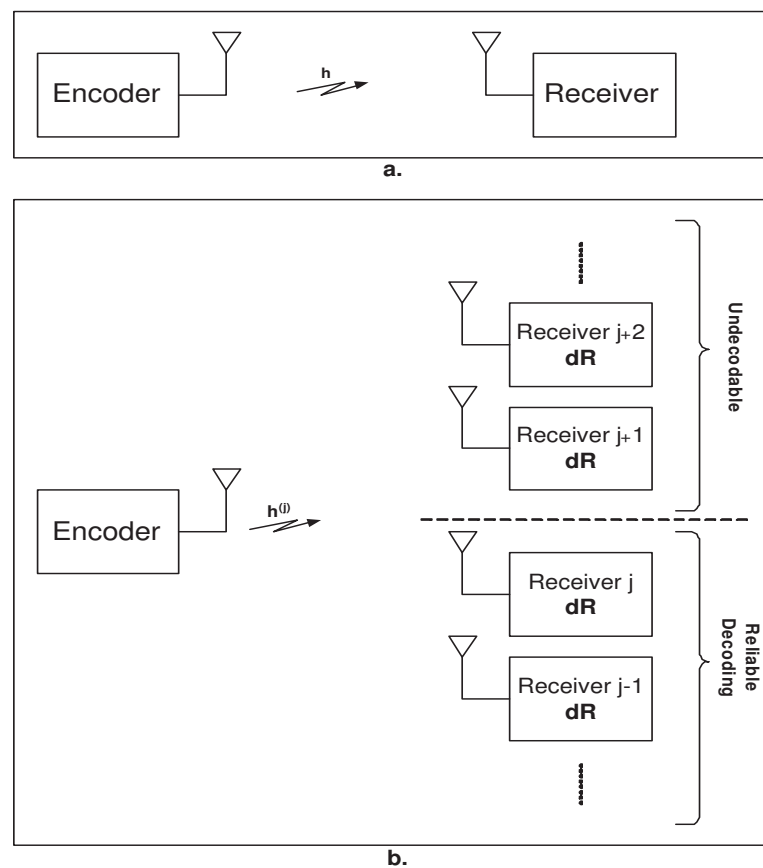 Encoder
h
Receiver
a.
Receiver j+2
dR
Undecodable
Receiver j+1
dR
Encoder
h(j)
Receiver j
dR
Reliable
Decoding
Receiver j-1
dR
b.